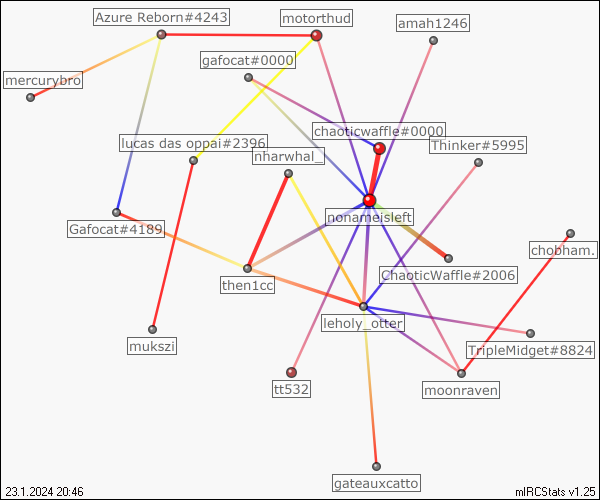 Azure Reborn#4243
motorthud
amah1246
gafocat#0000
mercurybro
chaoticwaffle#0000
lucas das oppai#2396
Thinker#5995
nharwhal_
nonameisleft
Gafocat#4189
chobham.
ChaoticWaffle#2006
then1cc
leholy_otter
mukszi
TripleMidget#8824
tt532
moonraven
gateauxcatto
23.1.2024 20:46
mIRCStats v1.25